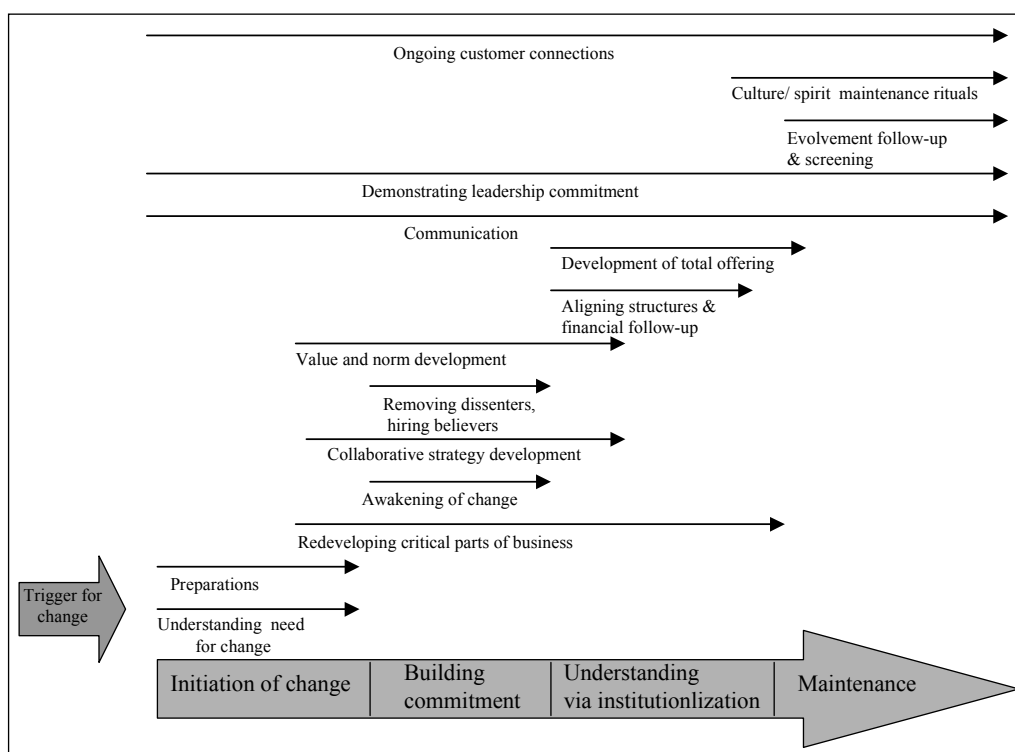 Ongoing customer connections
Culture/ spirit maintenance rituals
Evolvement follow-up
& screening
Demonstrating leadership commitment
Communication
Development of total offering
Aligning structures &
financial follow-up
Value and norm development
Removing dissenters,
hiring believers
Collaborative strategy development
Awakening of change
Redeveloping critical parts of business
Preparations
Trigger for
change
Understanding need
for change
Initiation of change
Building
commitment
Understanding
via institutionlization
Maintenance